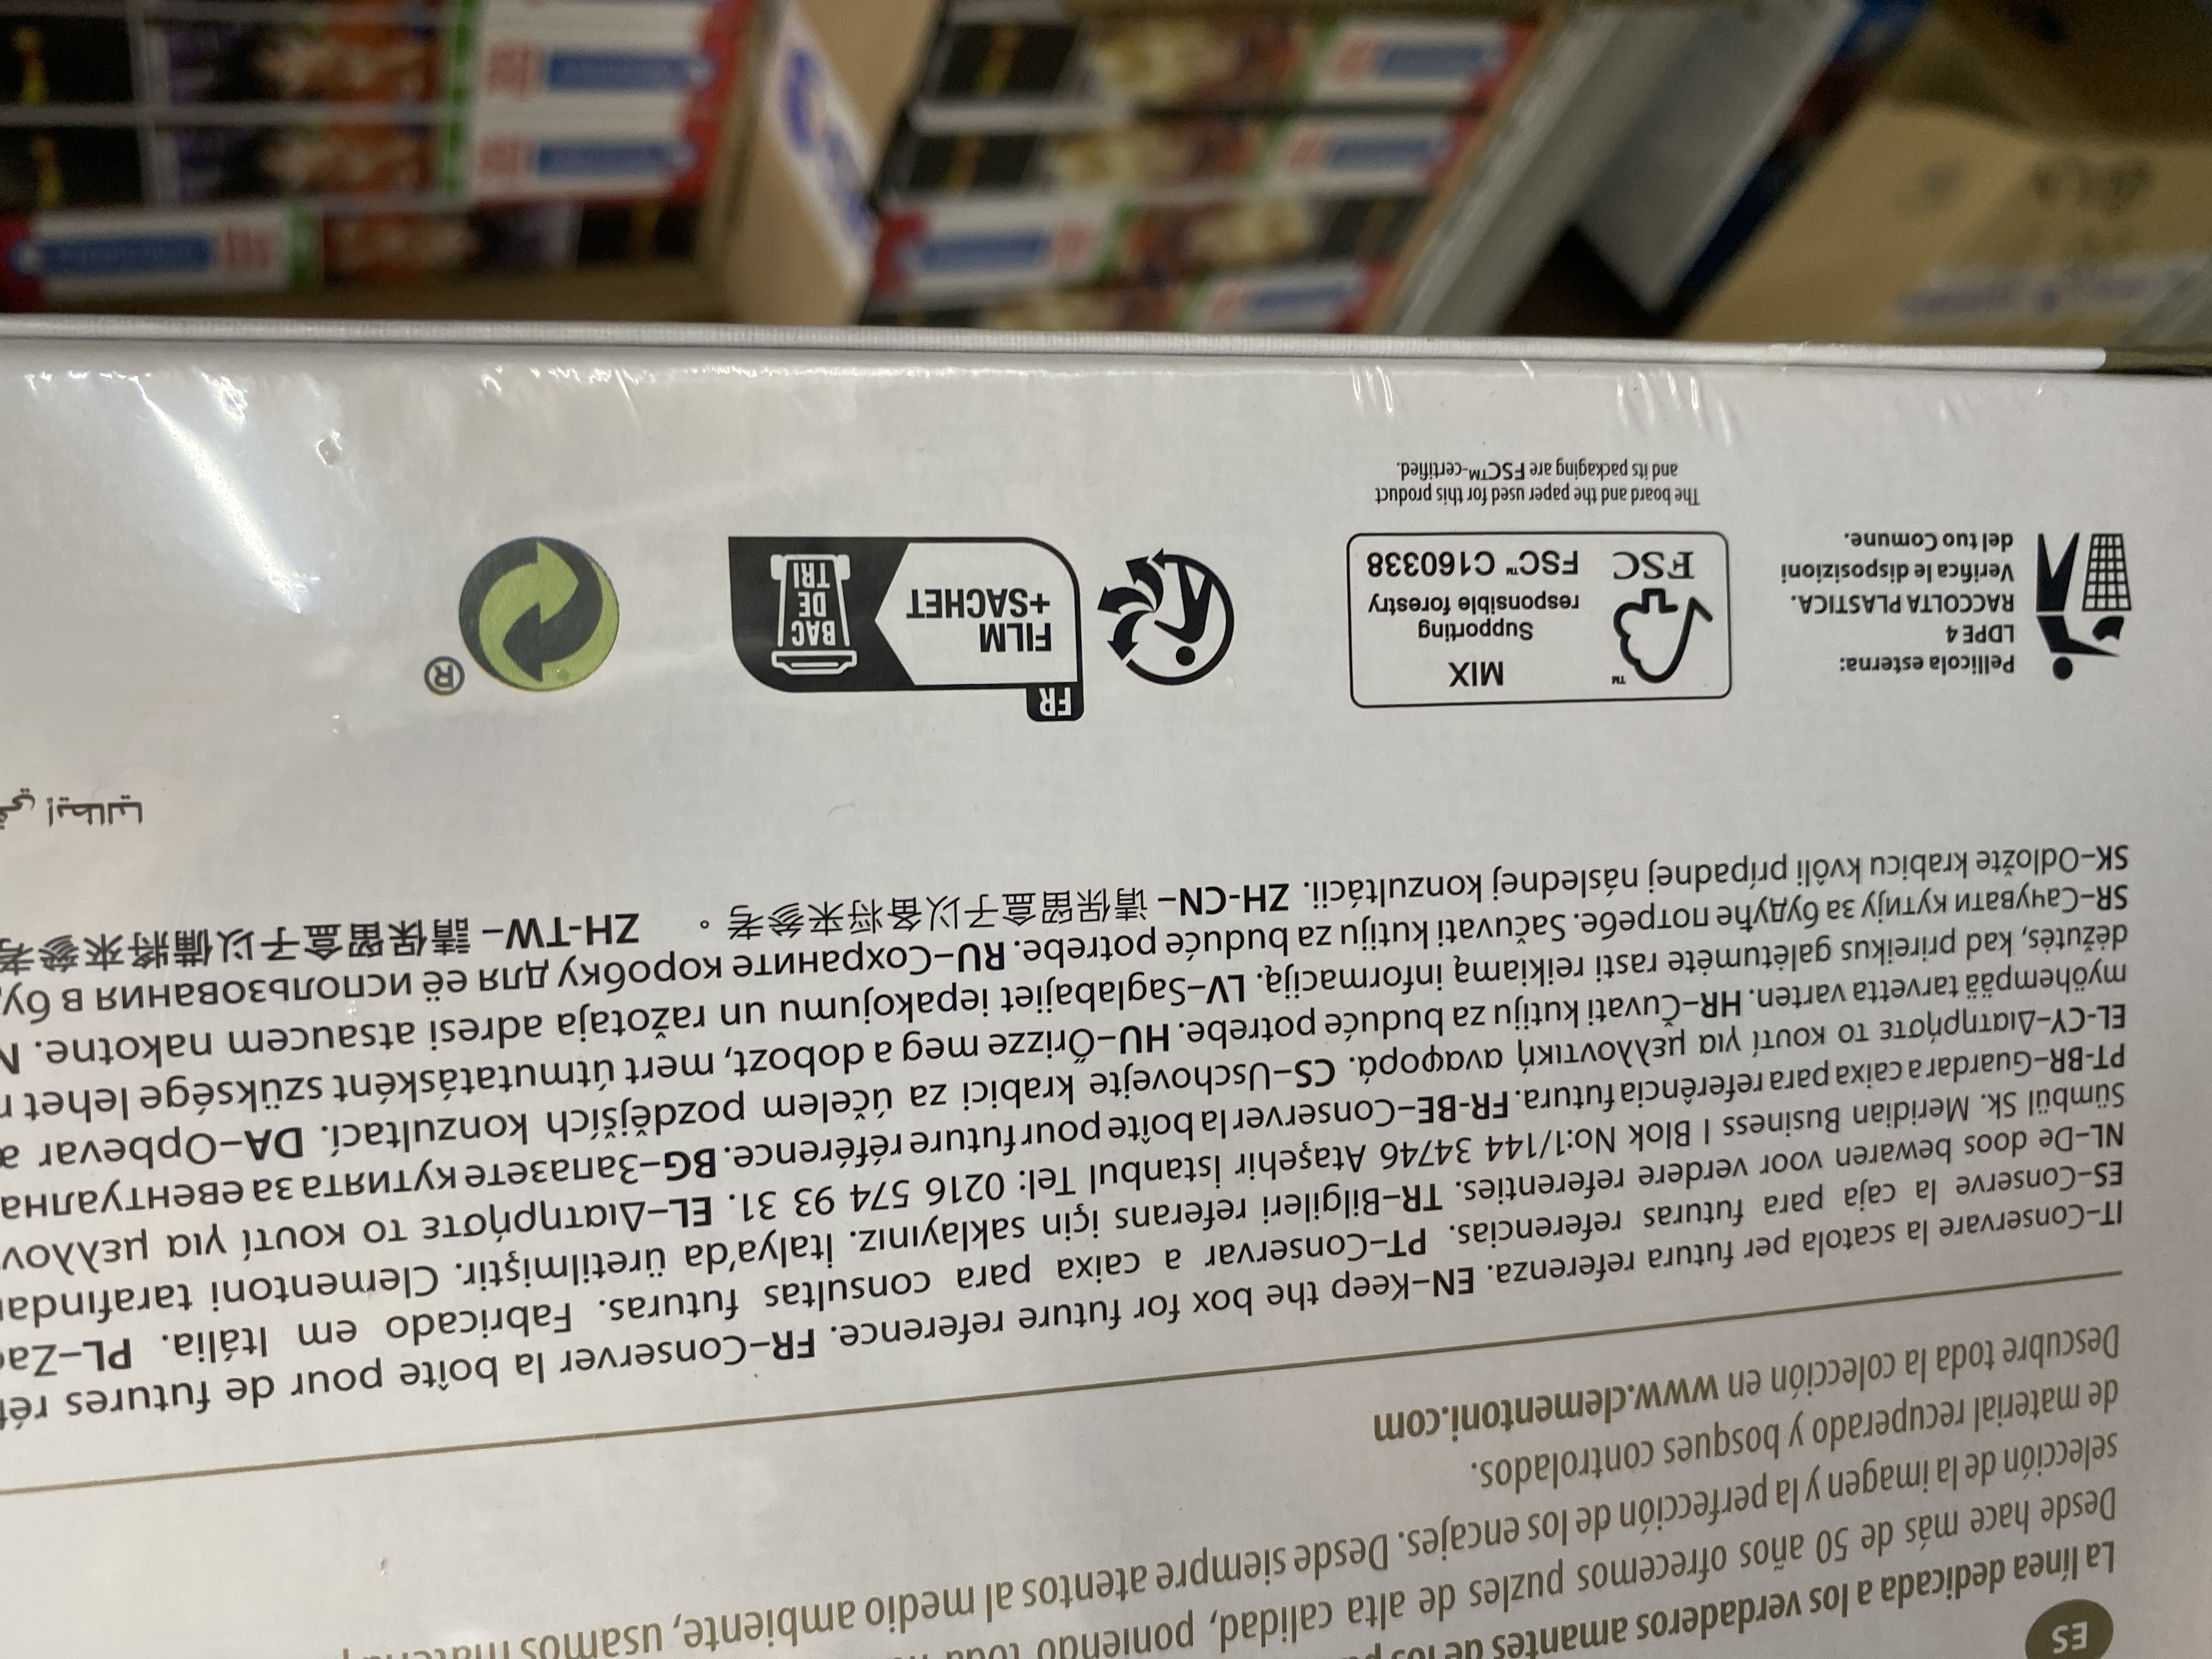 ES
La línea dedicada a los verdaderos amantes de los
Desde hace más de 50 años ofrecemos puzles de alta calidad, poniendo
selección de la imagen y la perfección de los encajes. Desde siempre atentos al medio ambiente, usamos
de material recuperado y bosques controlados.
Descubre toda la colección en www.clementoni.com
IT–Conservare la scatola per futura referenza. EN–Keep the box for future reference. FR–Conserver la boîte pour de futures
ES–Conserve la caja para futuras referencias. PT–Conservar a caixa para consultas futuras. Fabricado em Itália. PL–
NL–De doos bewaren voor verdere referenties. TR–Bilgileri referans için saklayınız. İtalya’da üretilmiştir. Clementoni
Sümbül Sk. Meridian Business I Blok No:1/144 34746 Ataşehir İstanbul Tel: 0216 574 93 31. EL–Διατηρήστε το κουτί για
PT-BR–Guardar a caixa para referência futura. FR-BE–Conserver la boîte pour future référence. BG–Запазете кутията за
EL-CY–Διατηρήστε το κουτί για μελλοντική αναφορά. CS–Uschovejte krabici za účelem pozdějších konzultací. DA–Opbevar
myöhempää tarvetta varten. HR–Čuvati kutiju za buduće potrebe. HU–Őrizze meg a dobozt, mert útmutatásként szüksége lehet
dėžutės, kad prireikus galėtumėte rasti reikiamą informaciją. LV–Saglabājiet iepakojumu un ražotāja adresi atsaucēm nākotnē.
SR–Сачувати кутију за будуће потребе. Sačuvati kutiju za buduće potrebe. RU–Сохраните коробку для её использования в
SK–Odložte krabicu kvôli prípadnej následnej konzultácii. ZH-CN– 请保留盒子以备将来参考。 ZH-TW– 請保留盒子以備將來參考
إيطاليا
Pellicola esterna:
LDPE 4
RACCOLTA PLASTICA.
Verifica le disposizioni
del tuo Comune.
TM
FSC
MIX
Supporting
responsible forestry
FSC™ C160338
The board and the paper used for this product
and its packaging are FSC™-certified.
FR
FILM
+SACHET
BAC
DE
TRI
®